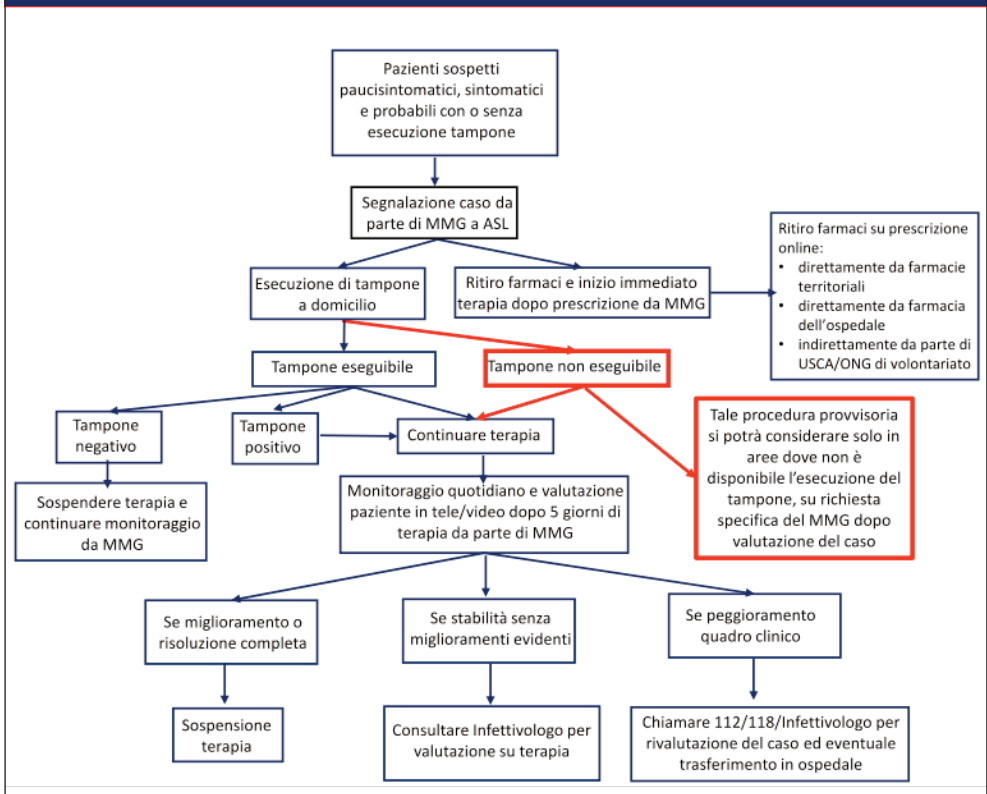 Pazienti sospetti
paucisintomatici, sintomatici
e probabili con o senza
esecuzione tampone
Segnalazione caso da
parte di MMG a ASL
Esecuzione di tampone
a domicilio
Ritiro farmaci e inizio immediato
terapia dopo prescrizione da MMG
Ritiro farmaci su prescrizione
online:
• direttamente da farmacie
territoriali
• direttamente da farmacia
dell'ospedale
• indirettamente da parte di
USCA/ONG di volontariato
Tampone eseguibile
Tampone non eseguibile
Tampone
negativo
Tampone
positivo
Continuare terapia
Tale procedura provvisoria
si potrà considerare solo in
aree dove non è
disponibile l'esecuzione del
tampone, su richiesta
specifica del MMG dopo
valutazione del caso
Sospendere terapia e
continuare monitoraggio
da MMG
Monitoraggio quotidiano e valutazione
paziente in tele/video dopo 5 giorni di
terapia da parte di MMG
Se miglioramento o
risoluzione completa
Se stabilità senza
miglioramenti evidenti
Se peggioramento
quadro clinico
Sospensione
terapia
Consultare Infettivologo per
valutazione su terapia
Chiamare 112/118/Infettivologo per
rivalutazione del caso ed eventuale
trasferimento in ospedale